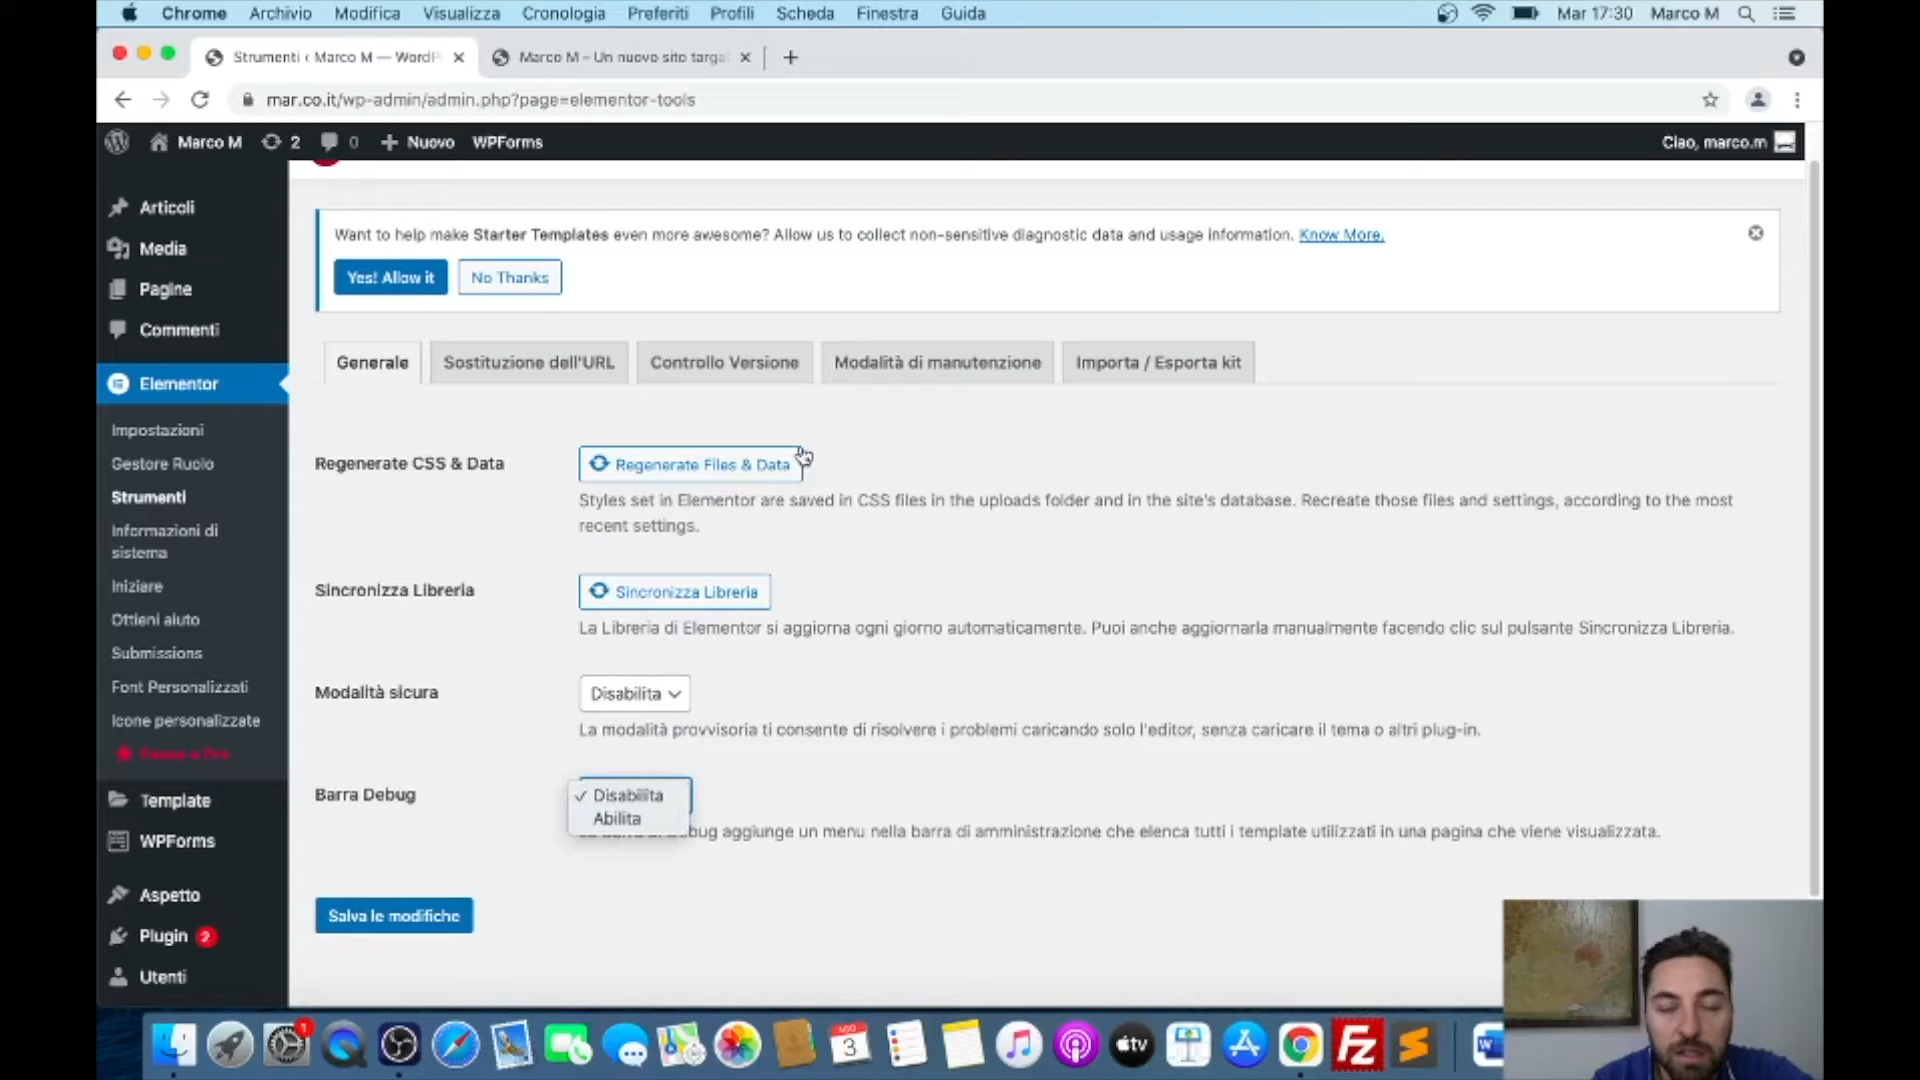 Chrome Archivio Modifica Visualizza Cronologia Preferiti Profili Scheda Finestra Guida Mar 17:30 Marco M
Strumenti ‹ Marco M — WordP
Marco M – Un nuovo sito targa
mar.co.it/wp-admin/admin.php?page=elementor-tools
Marco M 2 0 Nuovo WPForms Ciao, marco.m
Articoli
Media
Pagine
Commenti
Elementor
Impostazioni
Gestore Ruolo
Strumenti
Informazioni di
sistema
Iniziare
Ottieni aiuto
Submissions
Font Personalizzati
Icone personalizzate
Template
WPForms
Aspetto
Plugin 2
Utenti
Want to help make Starter Templates even more awesome? Allow us to collect non-sensitive diagnostic data and usage information. Know More.
Yes! Allow it
No Thanks
Generale
Sostituzione dell'URL
Controllo Versione
Modalità di manutenzione
Importa / Esporta kit
Regenerate CSS & Data
Regenerate Files & Data
Styles set in Elementor are saved in CSS files in the uploads folder and in the site's database. Recreate those files and settings, according to the most
recent settings.
Sincronizza Libreria
Sincronizza Libreria
La Libreria di Elementor si aggiorna ogni giorno automaticamente. Puoi anche aggiornarla manualmente facendo clic sul pulsante Sincronizza Libreria.
Modalità sicura
Disabilita
La modalità provvisoria ti consente di risolvere i problemi caricando solo l'editor, senza caricare il tema o altri plug-in.
Barra Debug
Disabilita
Abilita
aggiunge un menu nella barra di amministrazione che elenca tutti i template utilizzati in una pagina che viene visualizzata.
Salva le modifiche
1
AGO
3
tv
Fz
W